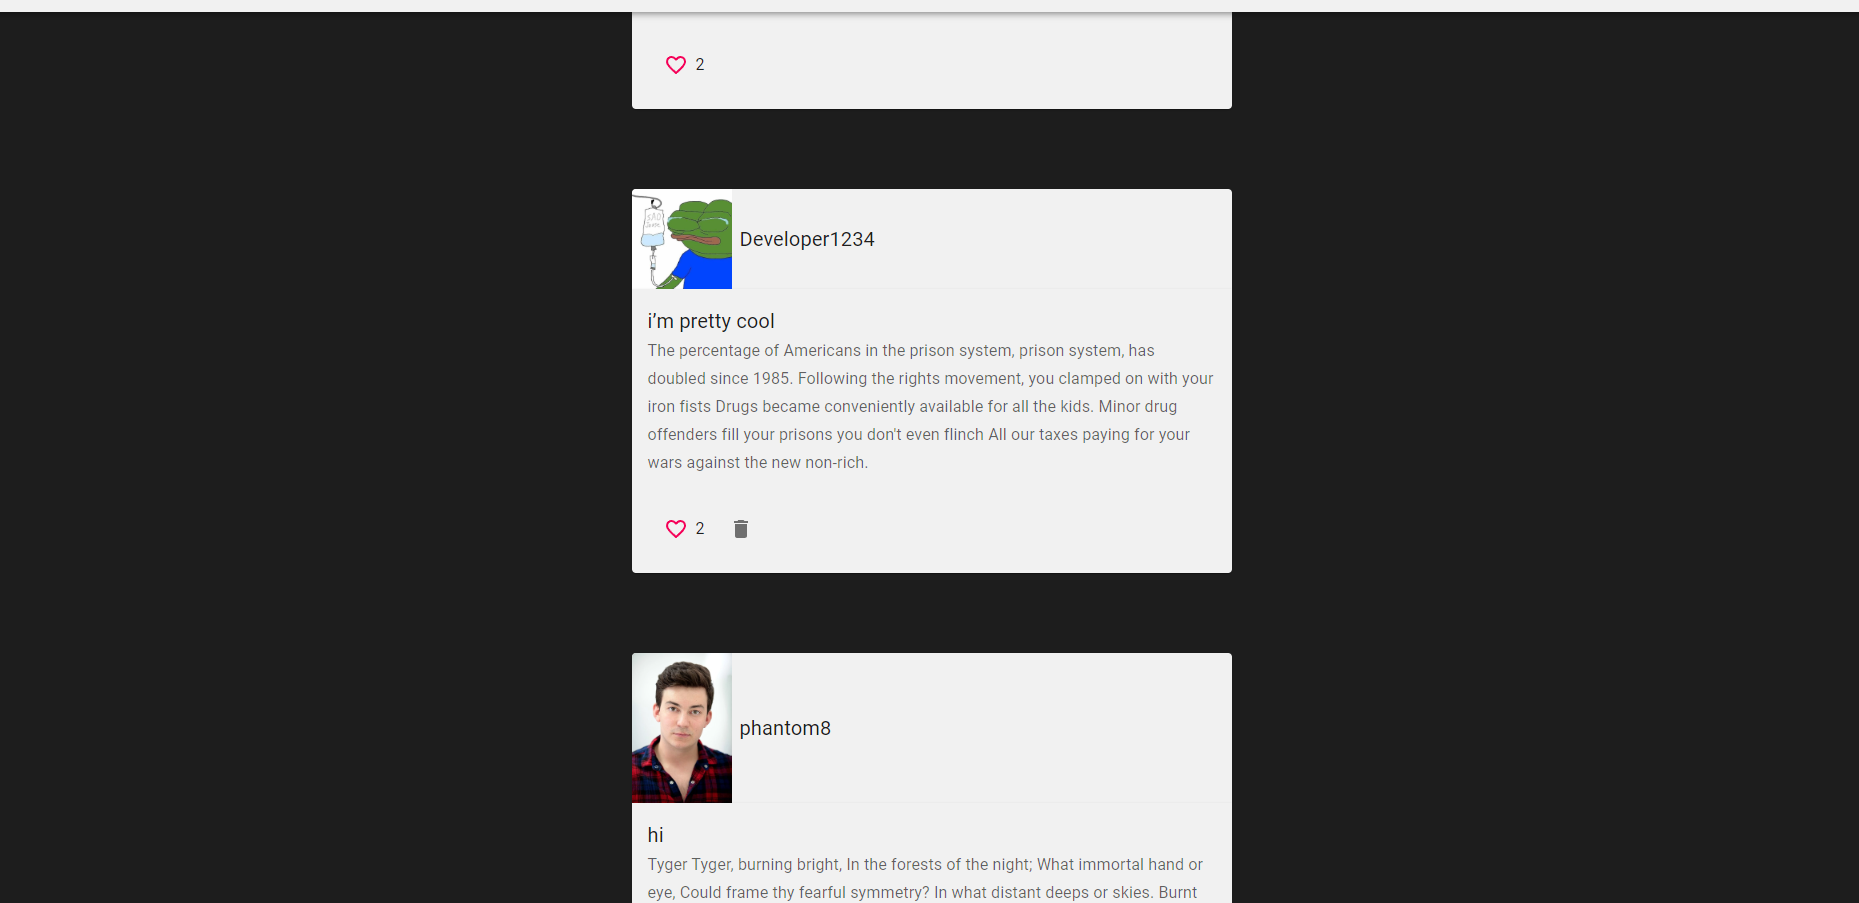 2
Developer1234
i’m pretty cool
The percentage of Americans in the prison system, prison system, has
doubled since 1985. Following the rights movement, you clamped on with your
iron fists Drugs became conveniently available for all the kids. Minor drug
offenders fill your prisons you don't even flinch All our taxes paying for your
wars against the new non-rich.
2
phantom8
hi
Tyger Tyger, burning bright, In the forests of the night; What immortal hand or
eye, Could frame thy fearful symmetry? In what distant deeps or skies. Burnt